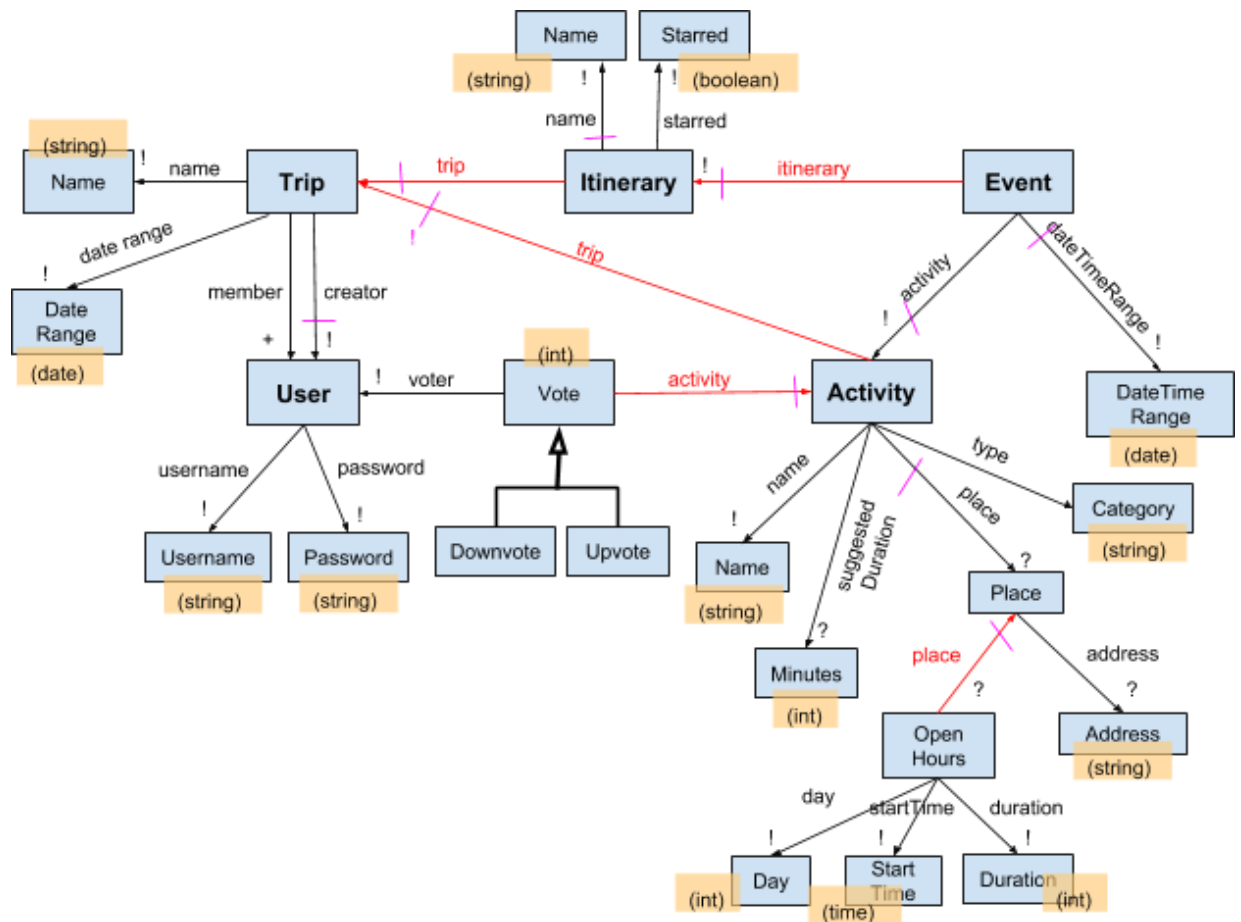 Name
Starred
(string)
!
!
(boolean)
name
starred
(string)
Name
!
name
Trip
trip
Itinerary
!
itinerary
Event
date range
!
Date
Range
(date)
member
creator
+
!
!
trip
activity
!
dateTimeRange
!
DateTime
Range
(date)
User
!
voter
(int)
Vote
activity
Activity
username
password
!
!
Username
(string)
Password
(string)
Downvote
Upvote
name
!
Name
(string)
suggested
Duration
?
Minutes
(int)
place
?
Place
type
Category
(string)
place
?
address
?
Address
(string)
Open
Hours
day
startTime
duration
!
!
!
(int)
Day
(time)
Start
Time
Duration
(int)